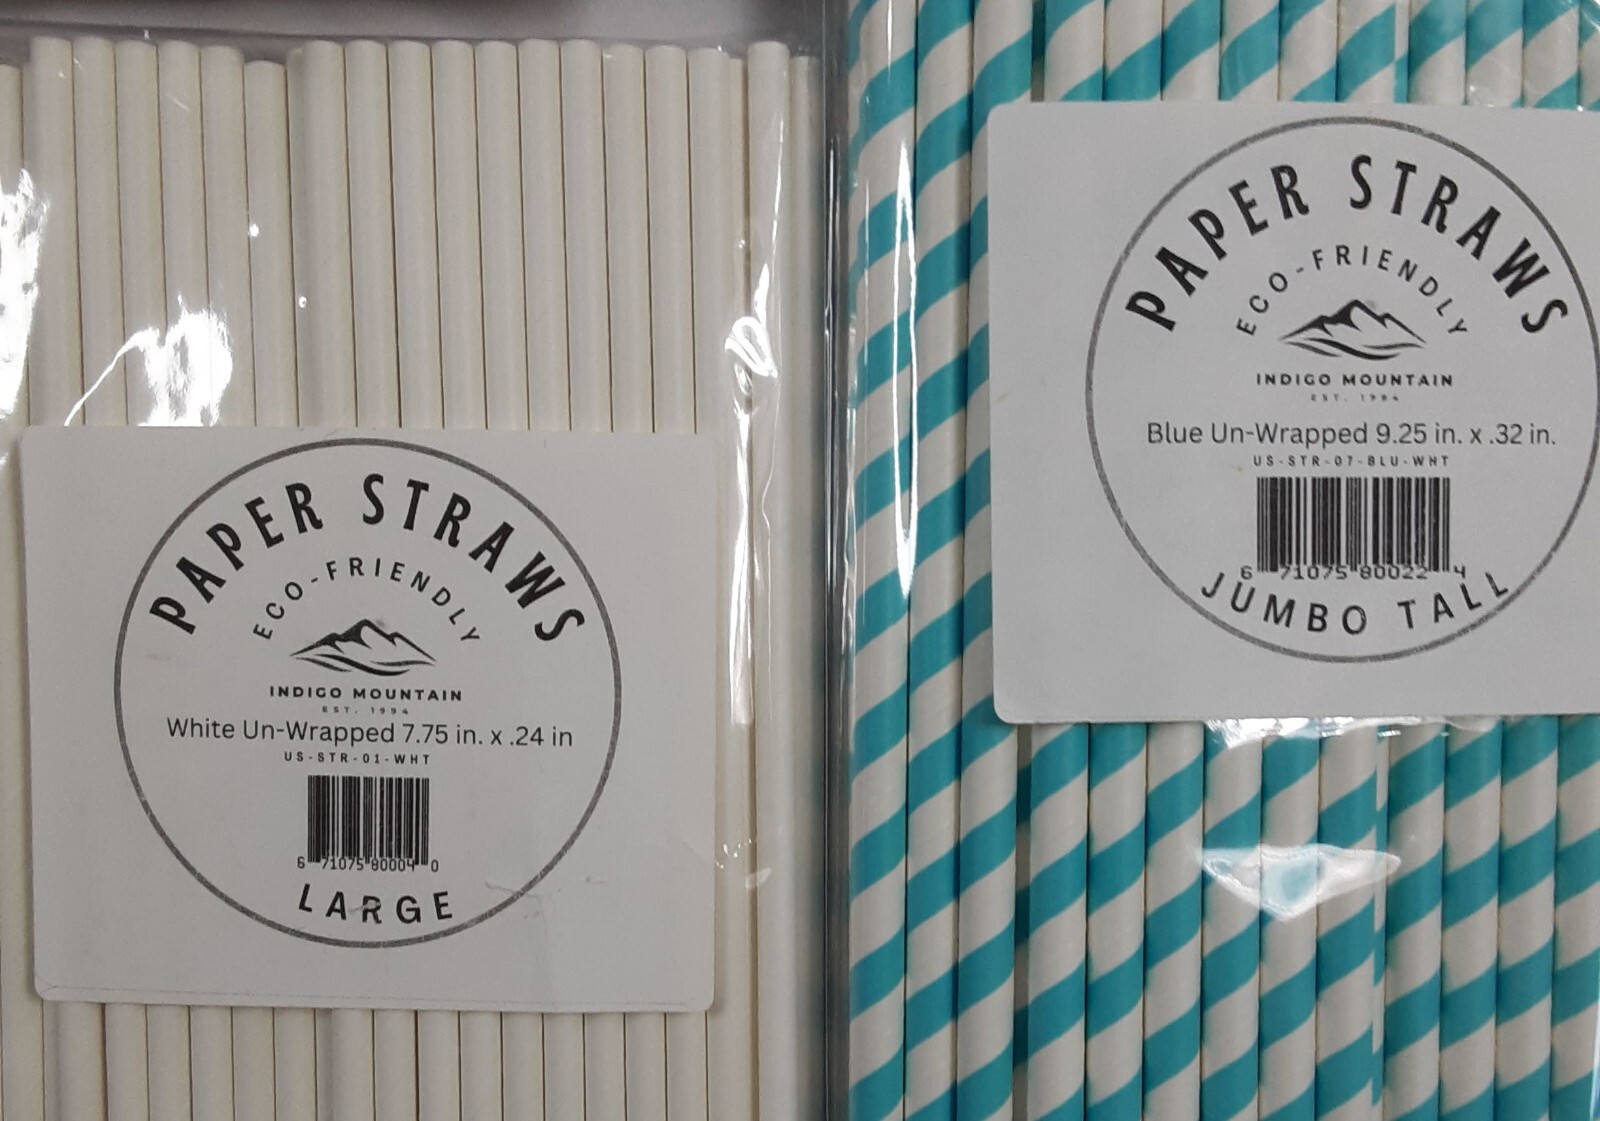 PAPER STRAWS
ECO-FRIENDLY
INDIGO MOUNTAIN
EST. 1994
White Un-Wrapped 7.75 in. x .24 in
US-STR-01-WHT
6 71075 80004 0
LARGE
PAPER STRAWS
ECO-FRIENDLY
INDIGO MOUNTAIN
EST. 1994
Blue Un-Wrapped 9.25 in. x .32 in.
US-STR-07-BLU-WHT
6 71075 80022 4
JUMBO TALL